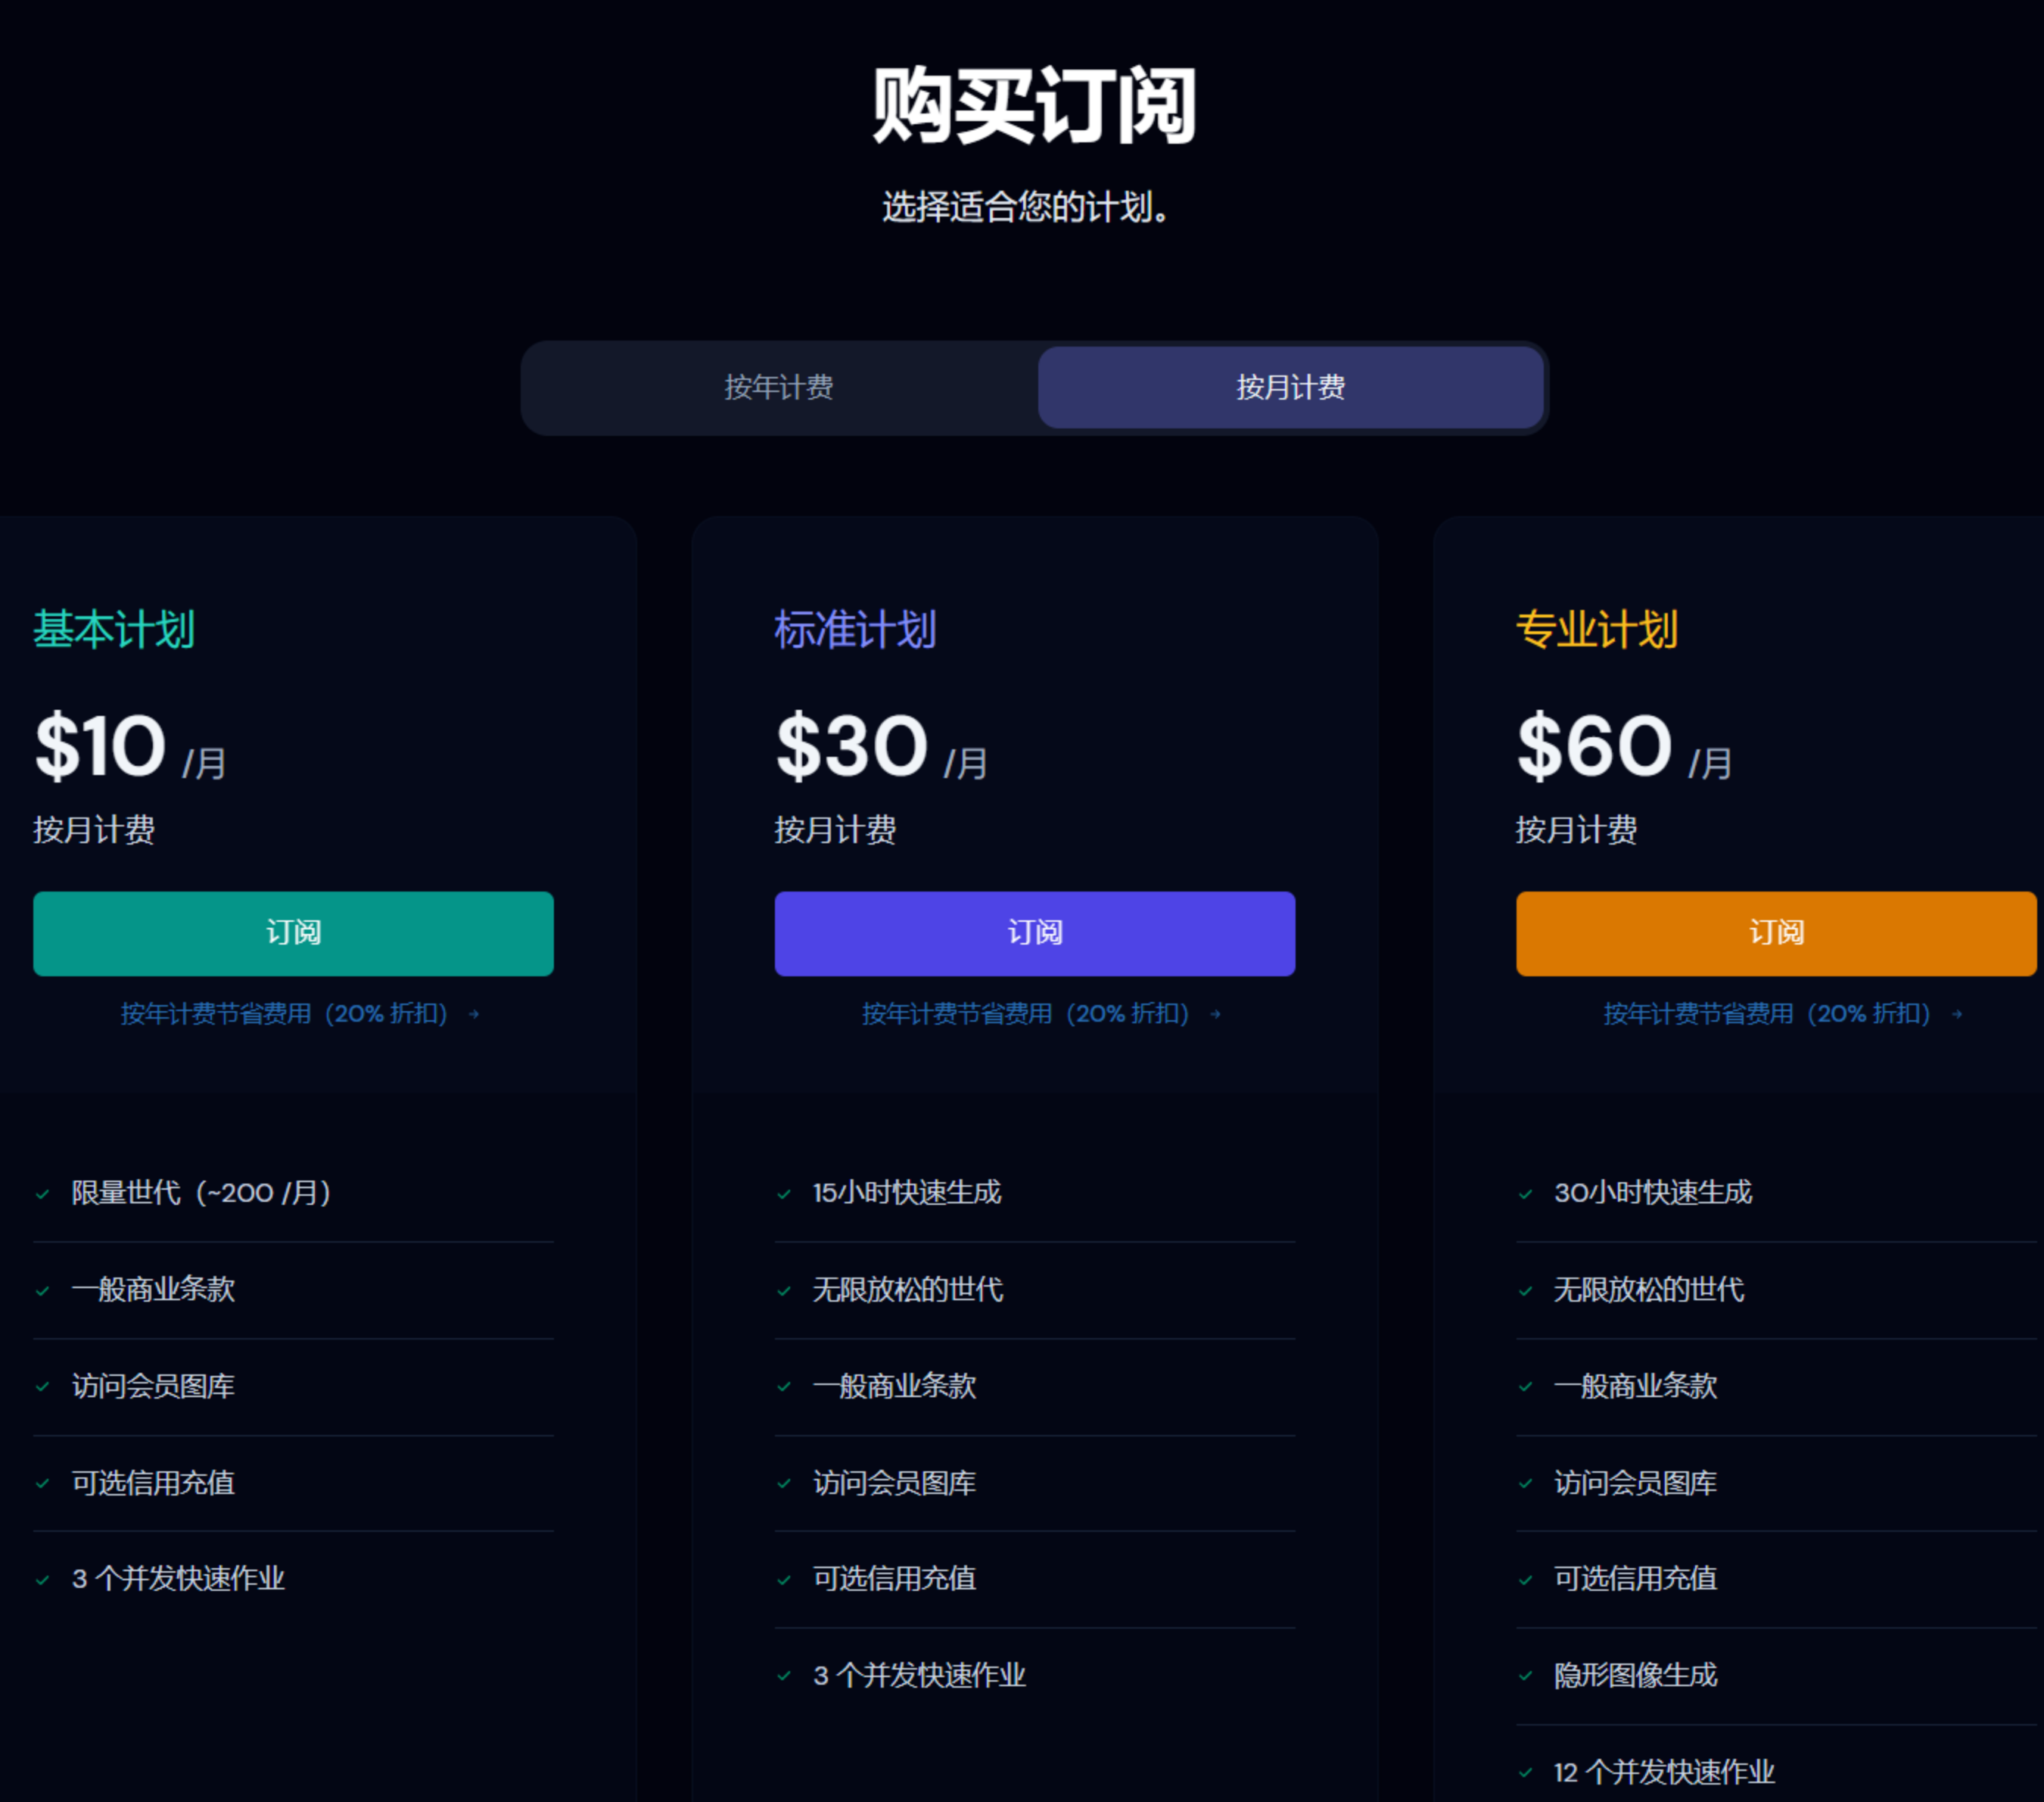 购买订阅
选择适合您的计划。
按年计费
按月计费
基本计划
$10 /月
按月计费
订阅
按年计费节省费用（20% 折扣） →
限量世代（~200 /月）
一般商业条款
访问会员图库
可选信用充值
3 个并发快速作业
标准计划
$30 /月
按月计费
订阅
按年计费节省费用（20% 折扣） →
15小时快速生成
无限放松的世代
一般商业条款
访问会员图库
可选信用充值
3 个并发快速作业
专业计划
$60 /月
按月计费
订阅
按年计费节省费用（20% 折扣） →
30小时快速生成
无限放松的世代
一般商业条款
访问会员图库
可选信用充值
隐形图像生成
12 个并发快速作业